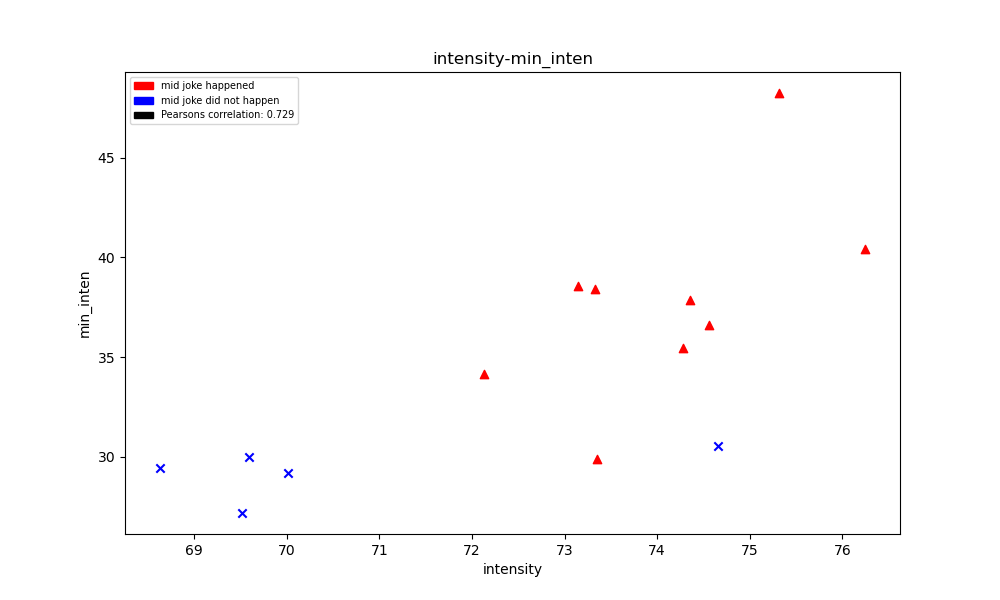 intensity-min_inten
mid joke happened
mid joke did not happen
Pearsons correlation: 0.729
45
40
35
30
min_inten
69 70 71 72 73 74 75 76
intensity